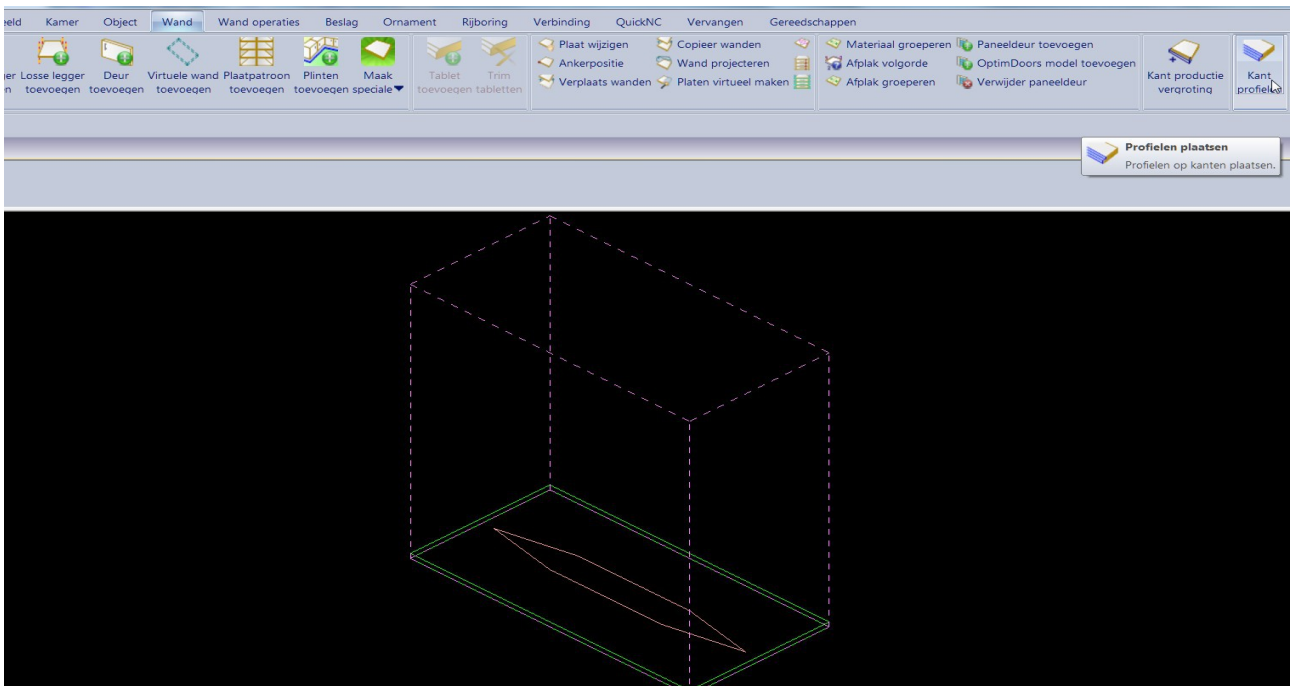 eld Kamer Object Wand Wand operaties Beslag Ornament Rijboring Verbinding QuickNC Vervangen Gereedschappen
Plaat wijzigen Copieer wanden Materiaal groeperen Paneeldeur toevoegen
Ankerpositie Wand projecteren Afplak volgorde OptimDoors model toevoegen
Verplaats wanden Platen virtueel maken Afplak groeperen Verwijder paneeldeur
ger Losse legger Deur Virtuele wand Plaatpatroon Plinten Maak Tablet Trim Kant productie Kant
n toevoegen toevoegen toevoegen toevoegen toevoegen speciale toevoegen tabletten vergroting profielen
Profielen plaatsen
Profielen op kanten plaatsen.